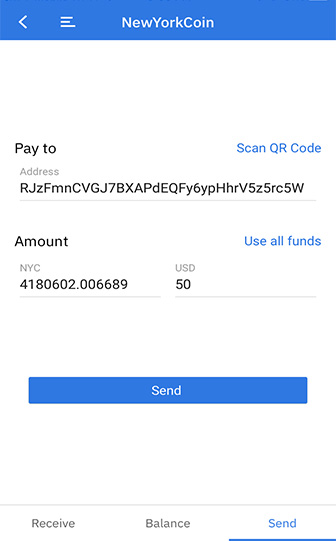 NewYorkCoin
Pay to
Scan QR Code
Address
RJzFmnCVGJ7BXAPdEQFy6ypHhrV5z5rc5W
Amount
Use all funds
NYC
USD
4180602.006689
50
Send
Receive
Balance
Send